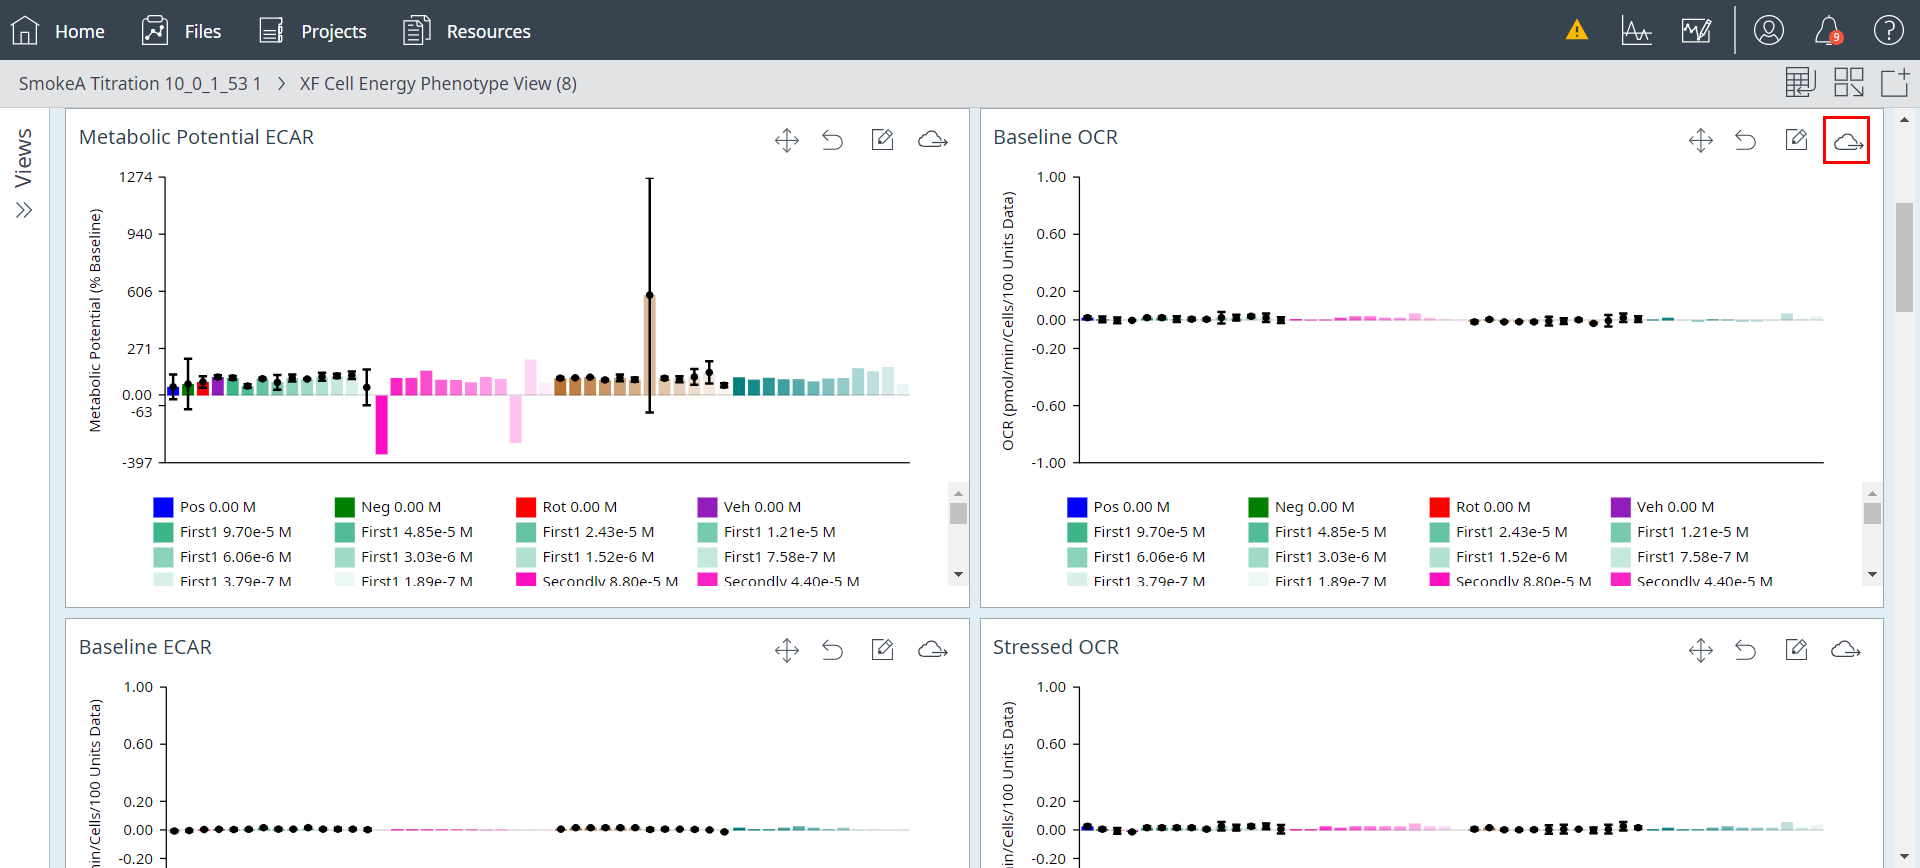 Home Files Projects Resources 9
SmokeA Titration 10_0_1_53 1 > XF Cell Energy Phenotype View (8)
Views
Metabolic Potential ECAR
Metabolic Potential (% Baseline)
1274
940
606
271
0.00
-63
-397
Pos 0.00 M Neg 0.00 M Rot 0.00 M Veh 0.00 M
First1 9.70e-5 M First1 4.85e-5 M First1 2.43e-5 M First1 1.21e-5 M
First1 6.06e-6 M First1 3.03e-6 M First1 1.52e-6 M First1 7.58e-7 M
First1 3.79e-7 M First1 1.89e-7 M Secondly 8.80e-5 M Secondly 4.40e-5 M
Baseline OCR
OCR (pmol/min/Cells/100 Units Data)
1.00
0.60
0.20
0.00
-0.20
-0.60
-1.00
Pos 0.00 M Neg 0.00 M Rot 0.00 M Veh 0.00 M
First1 9.70e-5 M First1 4.85e-5 M First1 2.43e-5 M First1 1.21e-5 M
First1 6.06e-6 M First1 3.03e-6 M First1 1.52e-6 M First1 7.58e-7 M
First1 3.79e-7 M First1 1.89e-7 M Secondly 8.80e-5 M Secondly 4.40e-5 M
Baseline ECAR
in/Cells/100 Units Data)
1.00
0.60
0.20
0.00
-0.20
Stressed OCR
in/Cells/100 Units Data)
1.00
0.60
0.20
0.00
-0.20